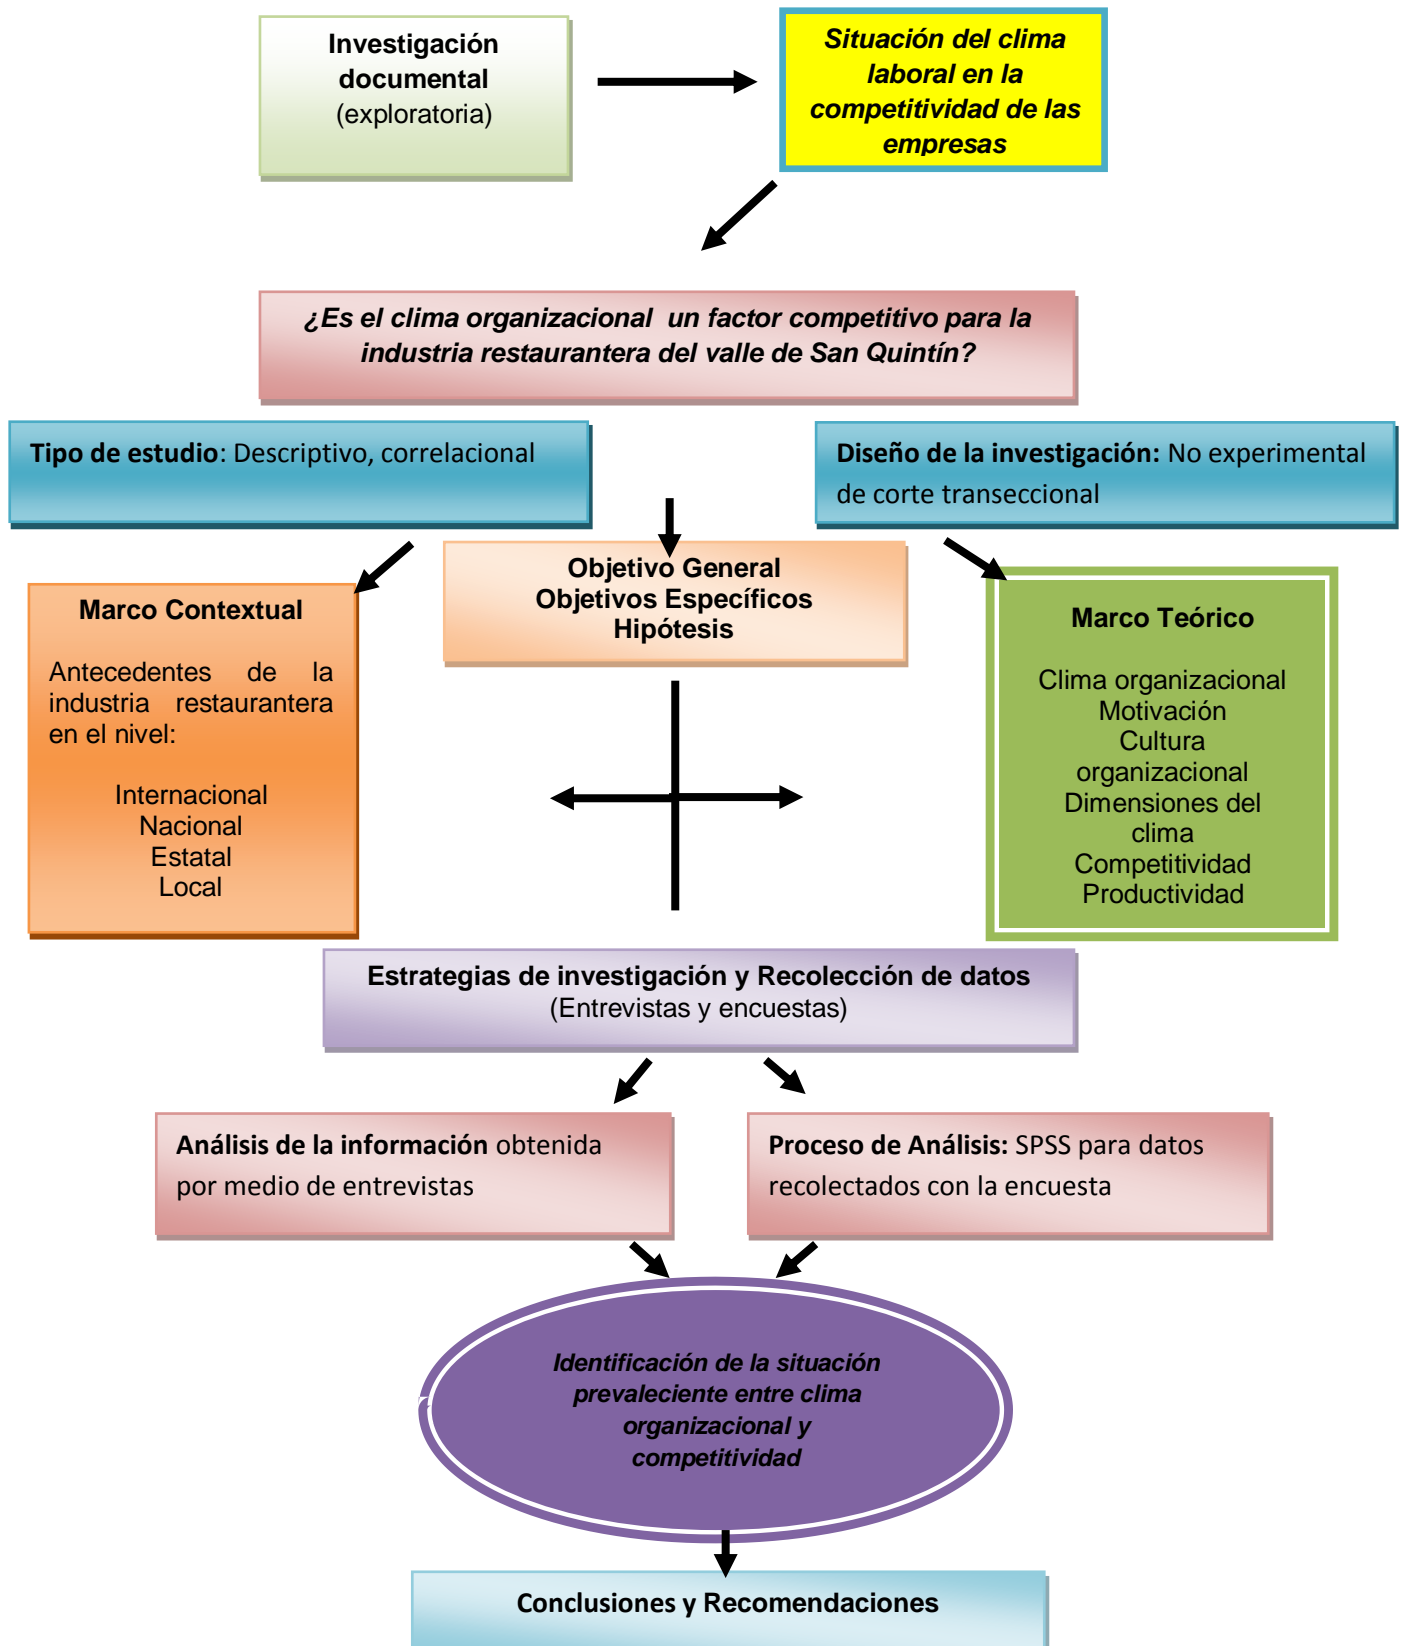 Investigación
documental
(exploratoria)
Situación del clima
laboral en la
competitividad de las
empresas
¿Es el clima organizacional un factor competitivo para la
industria restaurantera del valle de San Quintín?
Tipo de estudio: Descriptivo, correlacional
Diseño de la investigación: No experimental
de corte transeccional
Objetivo General
Objetivos Específicos
Hipótesis
Marco Contextual
Antecedentes de la
industria restaurantera
en el nivel:
Internacional
Nacional
Estatal
Local
Marco Teórico
Clima organizacional
Motivación
Cultura
organizacional
Dimensiones del
clima
Competitividad
Productividad
Estrategias de investigación y Recolección de datos
(Entrevistas y encuestas)
Análisis de la información obtenida
por medio de entrevistas
Proceso de Análisis: SPSS para datos
recolectados con la encuesta
Identificación de la situación
prevaleciente entre clima
organizacional y
competitividad
Conclusiones y Recomendaciones